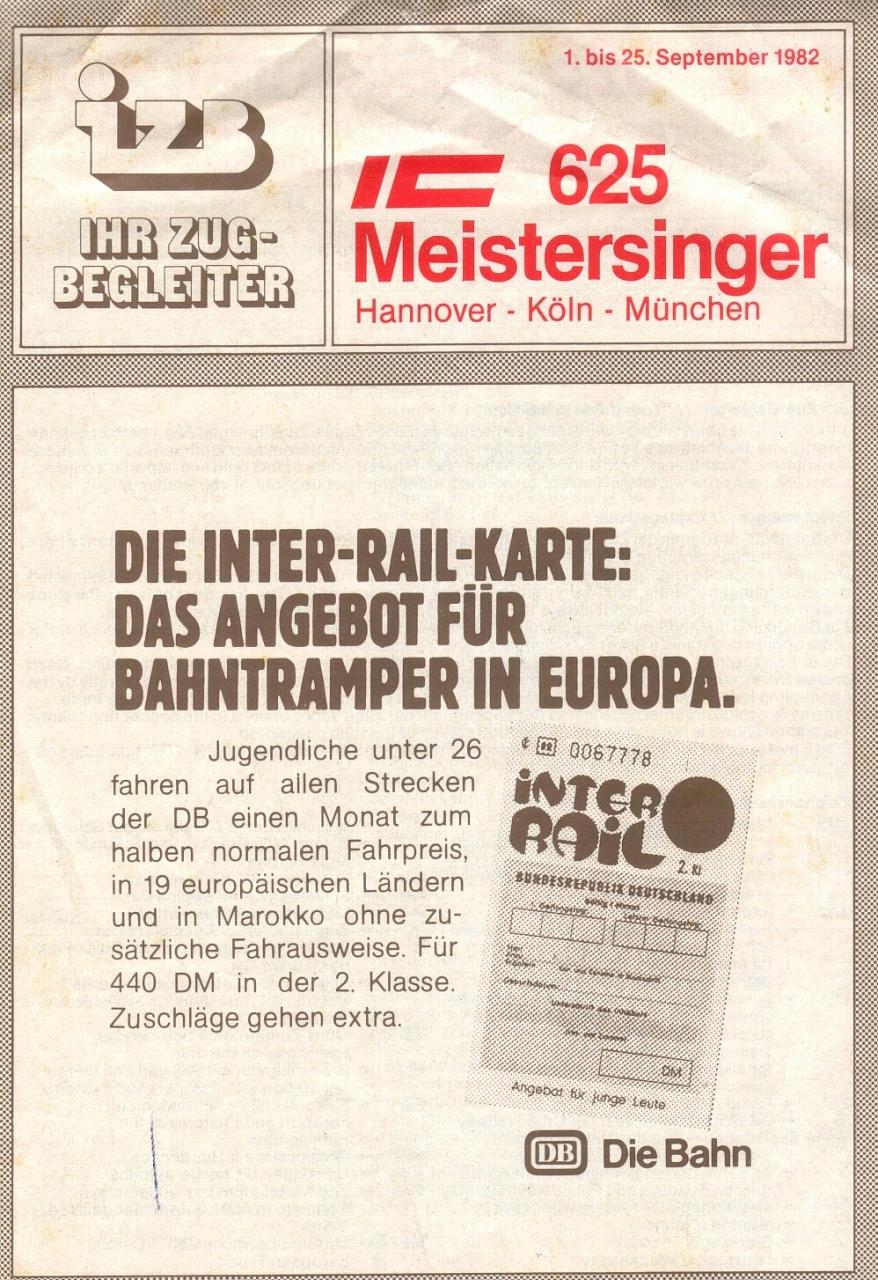 1. bis 25. September 1982
izB
IHR ZUG-
BEGLEITER
IC 625
Meistersinger
Hannover - Köln - München
DIE INTER-RAIL-KARTE:
DAS ANGEBOT FÜR
BAHNTRAMPER IN EUROPA.
Jugendliche unter 26
fahren auf allen Strecken
der DB einen Monat zum
halben normalen Fahrpreis,
in 19 europäischen Ländern
und in Marokko ohne zu-
sätzliche Fahrausweise. Für
440 DM in der 2. Klasse.
Zuschläge gehen extra.
0067778
INTER
RAIL
2. Kl
BUNDESREPUBLIK DEUTSCHLAND
Geburtsdatum:
Unterschrift des Inhabers
DM
Angebot für junge Leute
DB Die Bahn